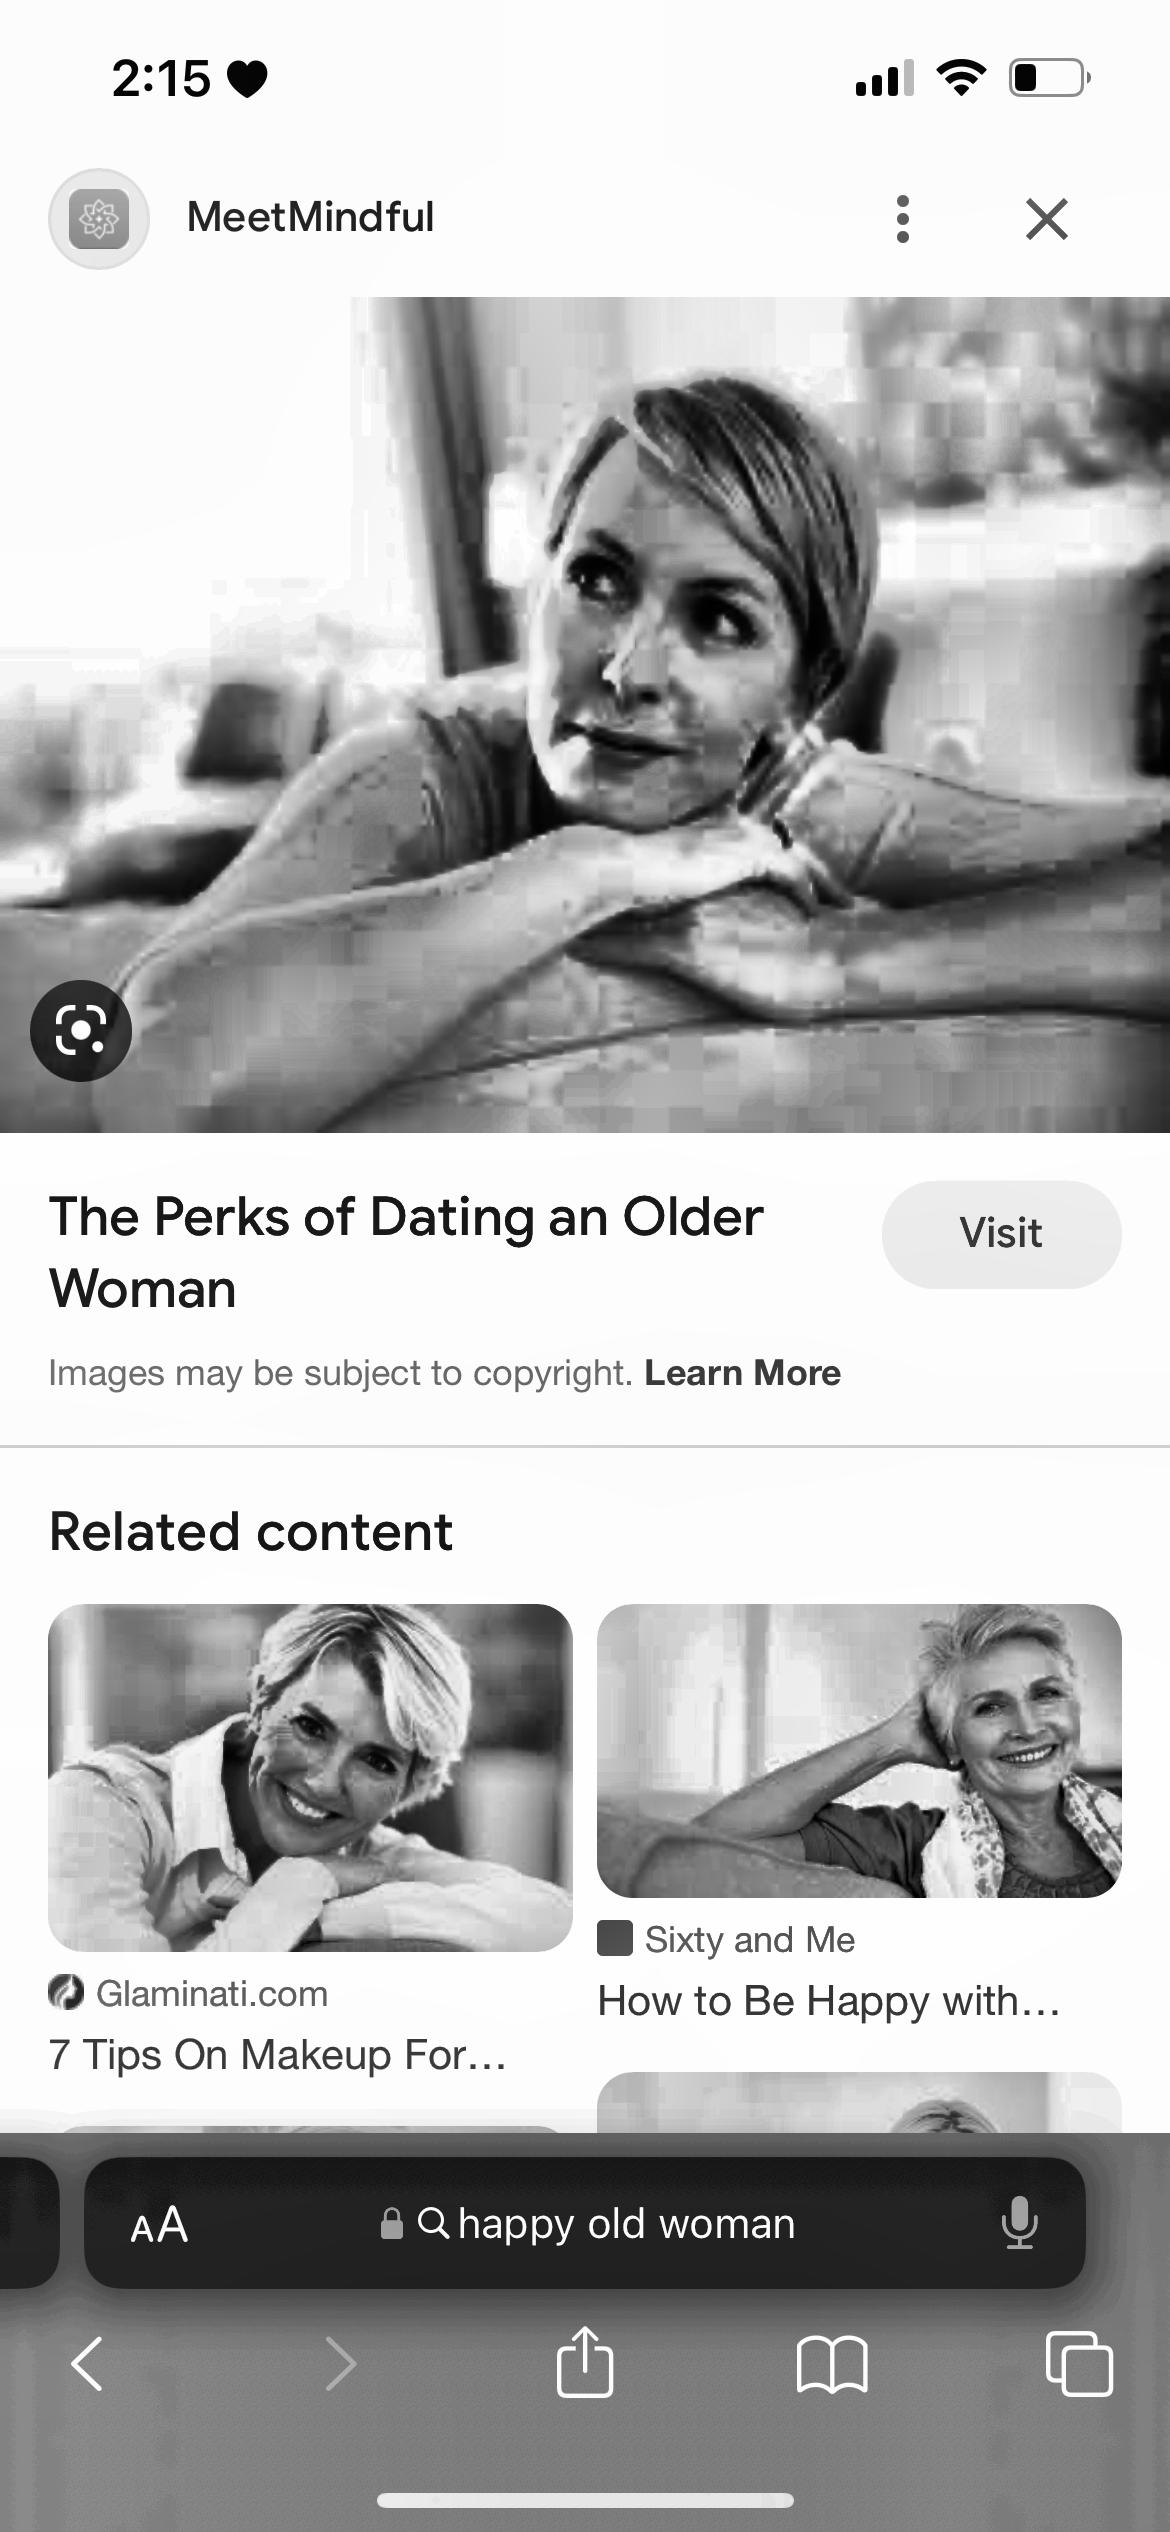 2:15
MeetMindful
The Perks of Dating an Older
Woman
Visit
Images may be subject to copyright. Learn More
Related content
Glaminati.com
7 Tips On Makeup For...
Sixty and Me
How to Be Happy with...
AA
happy old woman